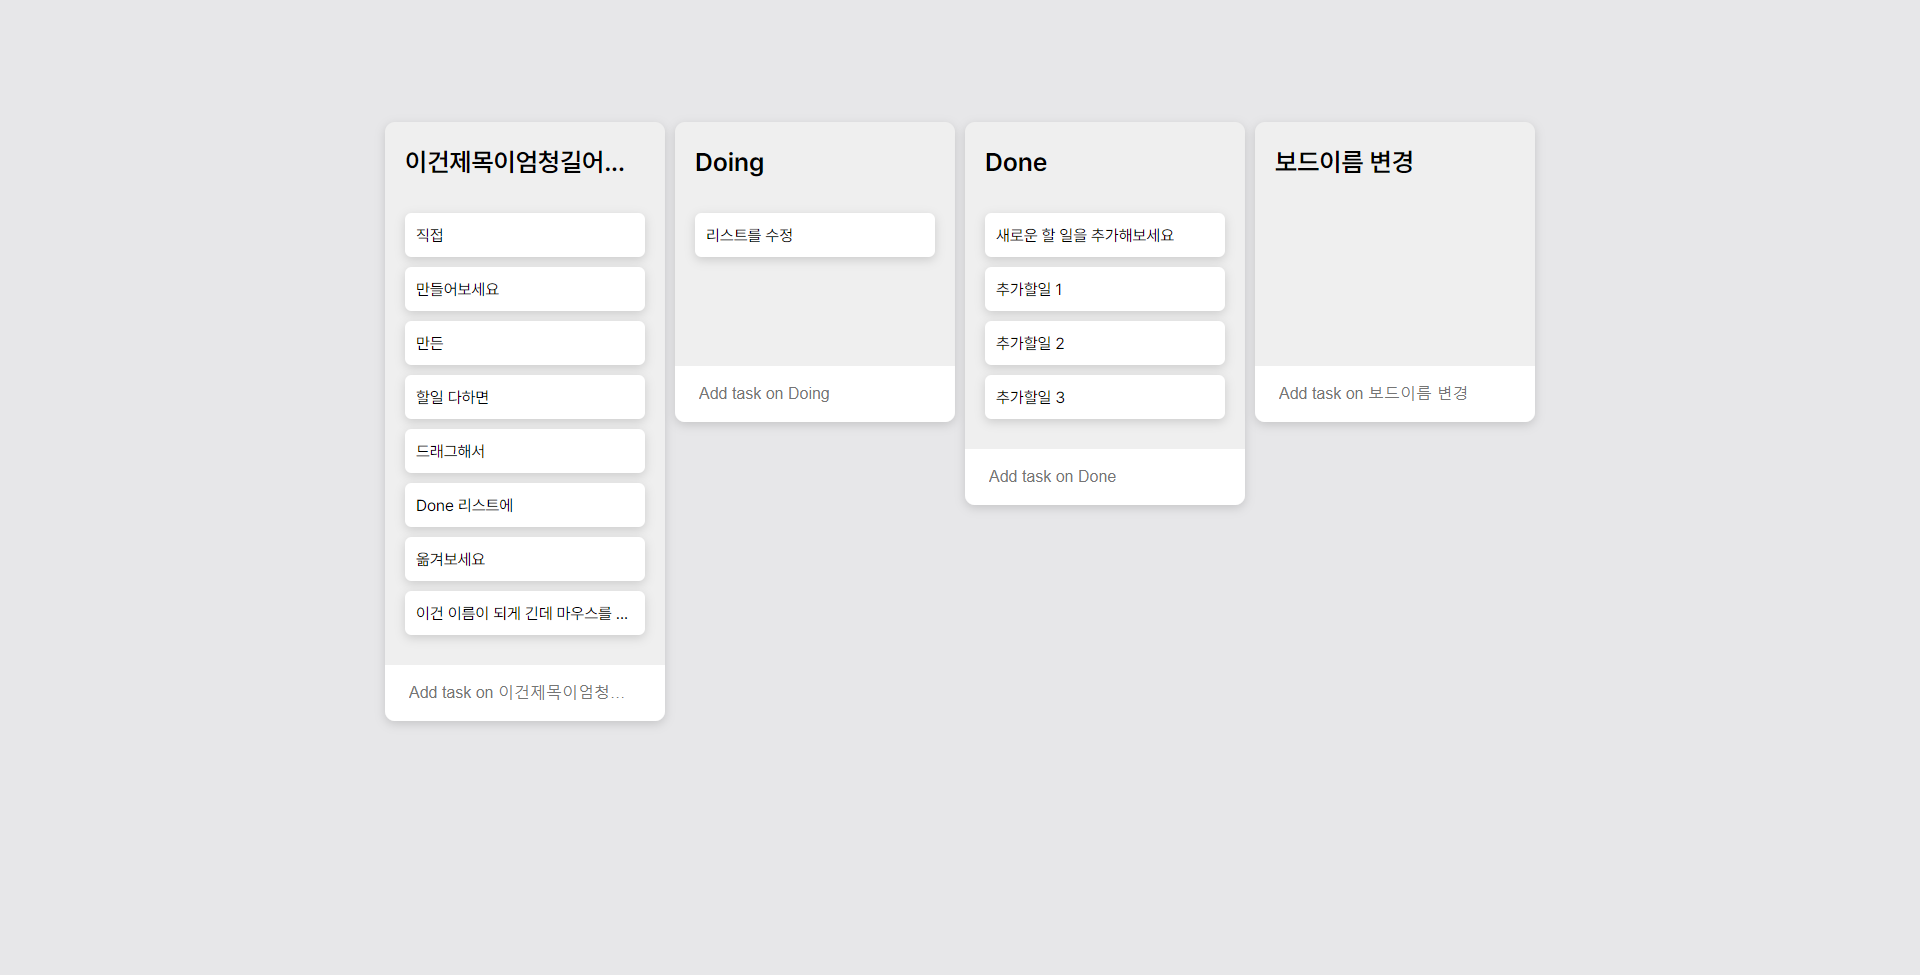 이건제목이엄청길어...
직접
만들어보세요
만든
할일 다하면
드래그해서
Done 리스트에
옮겨보세요
이건 이름이 되게 긴데 마우스를 ...
Add task on 이건제목이엄청...
Doing
리스트를 수정
Add task on Doing
Done
새로운 할 일을 추가해보세요
추가할일 1
추가할일 2
추가할일 3
Add task on Done
보드이름 변경
Add task on 보드이름 변경